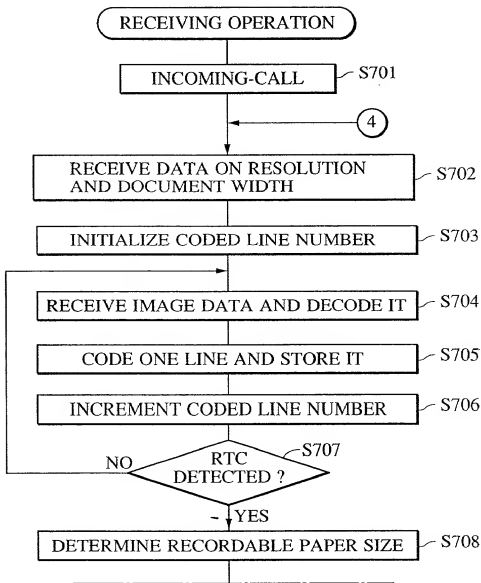 RECEIVING OPERATION
INCOMING-CALL
S701
4
RECEIVE DATA ON RESOLUTION
AND DOCUMENT WIDTH
S702
INITIALIZE CODED LINE NUMBER
S703
RECEIVE IMAGE DATA AND DECODE IT
S704
CODE ONE LINE AND STORE IT
S705
INCREMENT CODED LINE NUMBER
S706
RTC
DETECTED ?
S707
NO
YES
DETERMINE RECORDABLE PAPER SIZE
S708